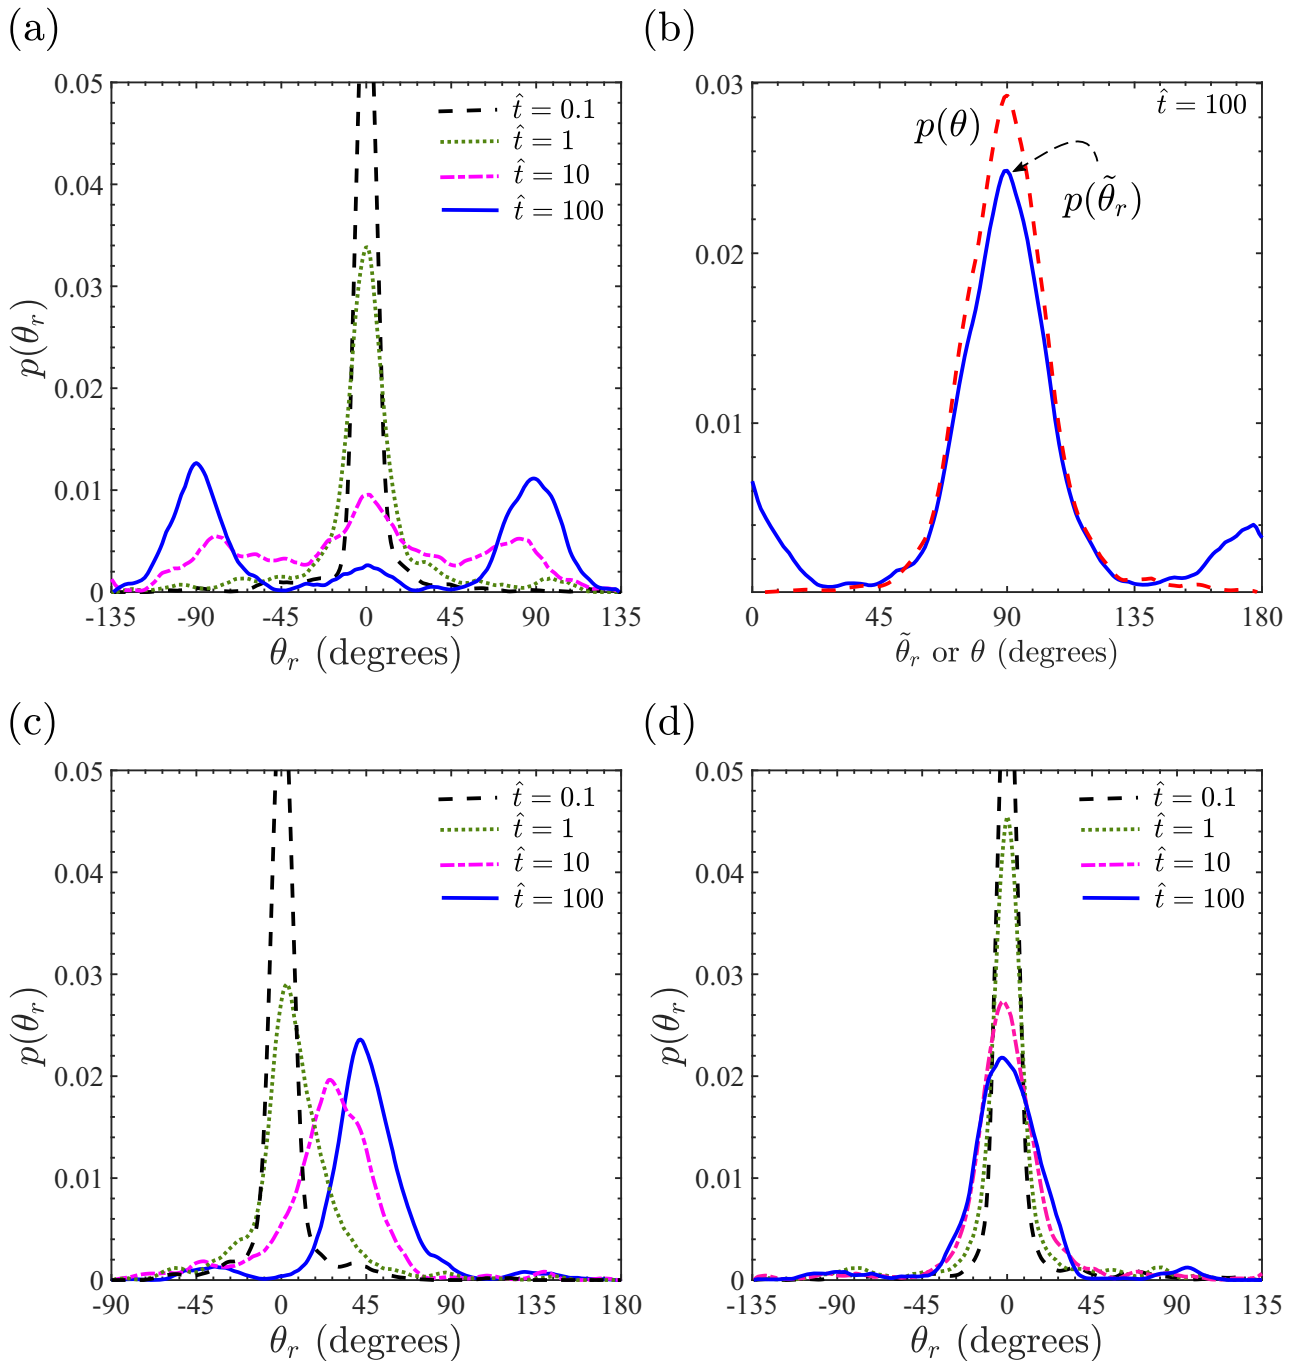 (a)
0.05
0.04
0.03
0.02
0.01
0
-135 -90 -45 0 45 90 135
p(θ_r)
θ_r (degrees)
t̂ = 0.1
t̂ = 1
t̂ = 10
t̂ = 100
(b)
0.03
0.02
0.01
0 45 90 135 180
θ̃_r or θ (degrees)
t̂ = 100
p(θ)
p(θ̃_r)
(c)
0.05
0.04
0.03
0.02
0.01
0
-90 -45 0 45 90 135 180
p(θ_r)
θ_r (degrees)
t̂ = 0.1
t̂ = 1
t̂ = 10
t̂ = 100
(d)
0.05
0.04
0.03
0.02
0.01
0
-135 -90 -45 0 45 90 135
p(θ_r)
θ_r (degrees)
t̂ = 0.1
t̂ = 1
t̂ = 10
t̂ = 100